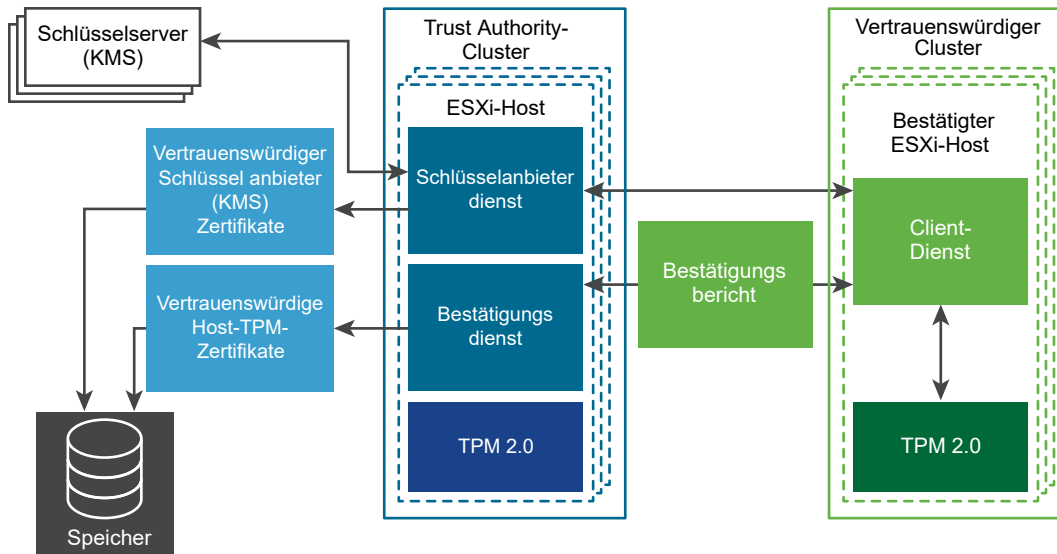 Schlüsselserver
(KMS)
Trust Authority-
Cluster
ESXi-Host
Schlüsselanbieter
dienst
Bestätigungs
dienst
TPM 2.0
Vertrauenswürdiger
Schlüssel anbieter
(KMS)
Zertifikate
Vertrauenswürdige
Host-TPM-
Zertifikate
Speicher
Bestätigungs
bericht
Vertrauenswürdiger
Cluster
Bestätigter
ESXi-Host
Client-
Dienst
TPM 2.0